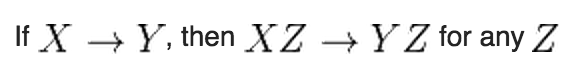 If X → Y, then XZ → YZ for any Z